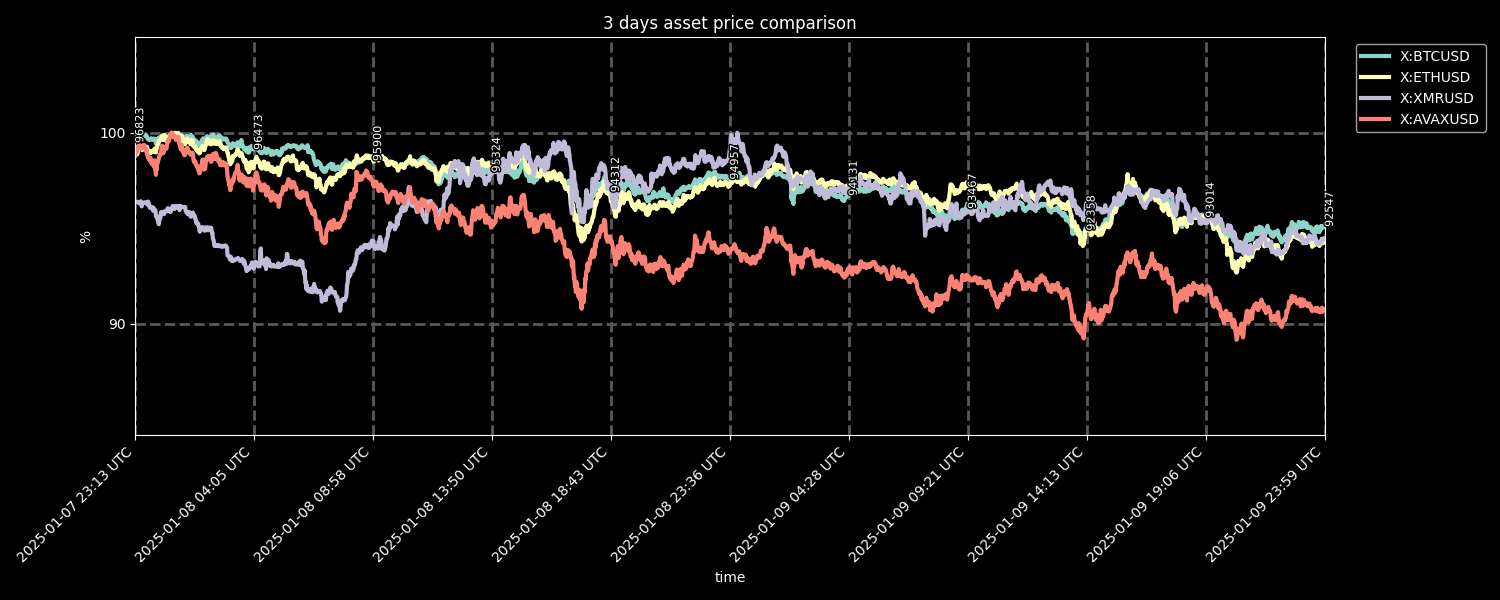 3 days asset price comparison
X:BTCUSD
X:ETHUSD
X:XMRUSD
X:AVAXUSD
100
90
%
96823
96473
95900
95324
94312
94957
94131
93467
92358
93014
92547
2025-01-07 23:13 UTC
2025-01-08 04:05 UTC
2025-01-08 08:58 UTC
2025-01-08 13:50 UTC
2025-01-08 18:43 UTC
2025-01-08 23:36 UTC
2025-01-09 04:28 UTC
2025-01-09 09:21 UTC
2025-01-09 14:13 UTC
2025-01-09 19:06 UTC
2025-01-09 23:59 UTC
time